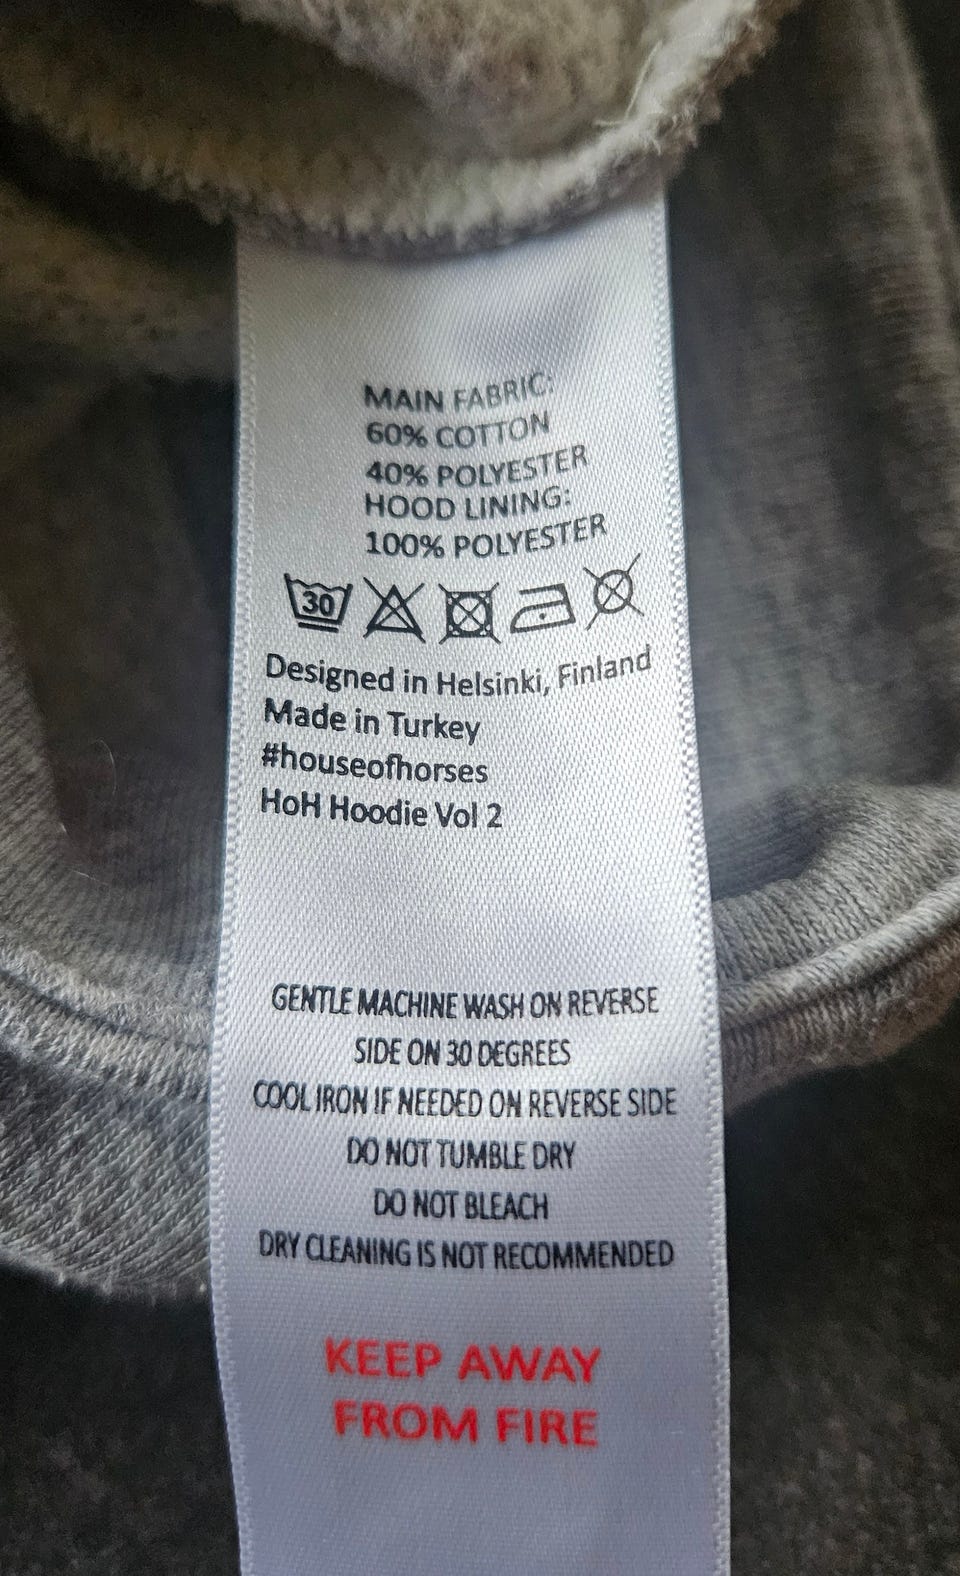 MAIN FABRIC:
60% COTTON
40% POLYESTER
HOOD LINING:
100% POLYESTER
30
Designed in Helsinki, Finland
Made in Turkey
#houseofhorses
HoH Hoodie Vol 2
GENTLE MACHINE WASH ON REVERSE
SIDE ON 30 DEGREES
COOL IRON IF NEEDED ON REVERSE SIDE
DO NOT TUMBLE DRY
DO NOT BLEACH
DRY CLEANING IS NOT RECOMMENDED
KEEP AWAY
FROM FIRE